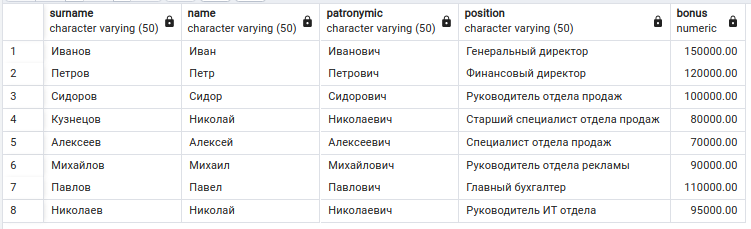 surname name patronymic position bonus
character varying (50) character varying (50) character varying (50) character varying (50) numeric
1 Иванов Иван Иванович Генеральный директор 150000.00
2 Петров Петр Петрович Финансовый директор 120000.00
3 Сидоров Сидор Сидорович Руководитель отдела продаж 100000.00
4 Кузнецов Николай Николаевич Старший специалист отдела продаж 80000.00
5 Алексеев Алексей Алексеевич Специалист отдела продаж 70000.00
6 Михайлов Михаил Михайлович Руководитель отдела рекламы 90000.00
7 Павлов Павел Павлович Главный бухгалтер 110000.00
8 Николаев Николай Николаевич Руководитель ИТ отдела 95000.00